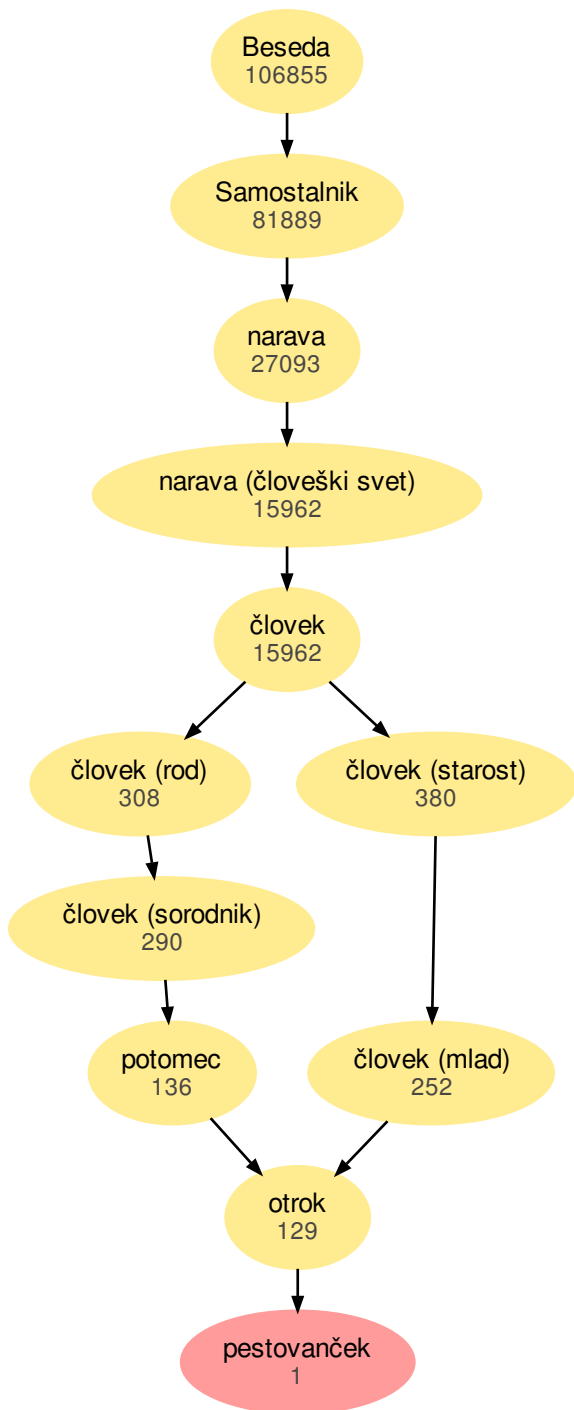 Beseda
106855
Samostalnik
81889
narava
27093
narava (človeški svet)
15962
človek
15962
človek (rod)
308
človek (starost)
380
človek (sorodnik)
290
potomec
136
človek (mlad)
252
otrok
129
pestovanček
1